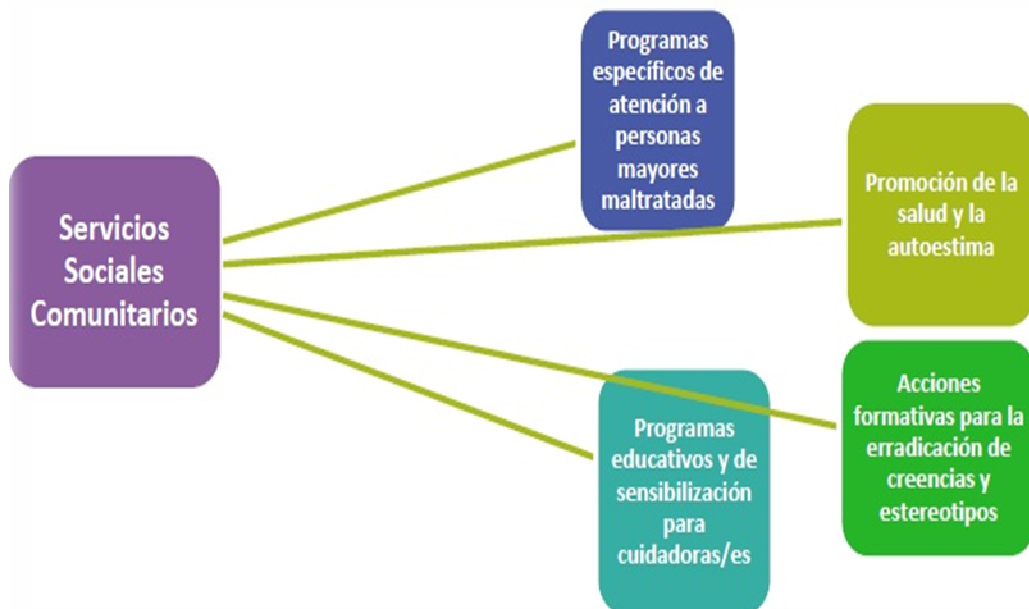 Servicios
Sociales
Comunitarios
Programas
específicos de
atención a
personas
mayores
maltratadas
Promoción de la
salud y la
autoestima
Programas
educativos y de
sensibilización
para
cuidadoras/es
Acciones
formativas para la
erradicación de
creencias y
estereotipos